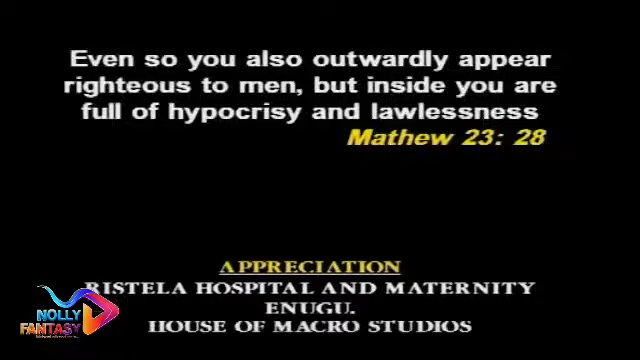 Even so you also outwardly appear
righteous to men, but inside you are
full of hypocrisy and lawlessness
Mathew 23: 28
APPRECIATION
RISTELA HOSPITAL AND MATERNITY
ENUGU.
HOUSE OF MACRO STUDIOS
NOLLY
FANTASY